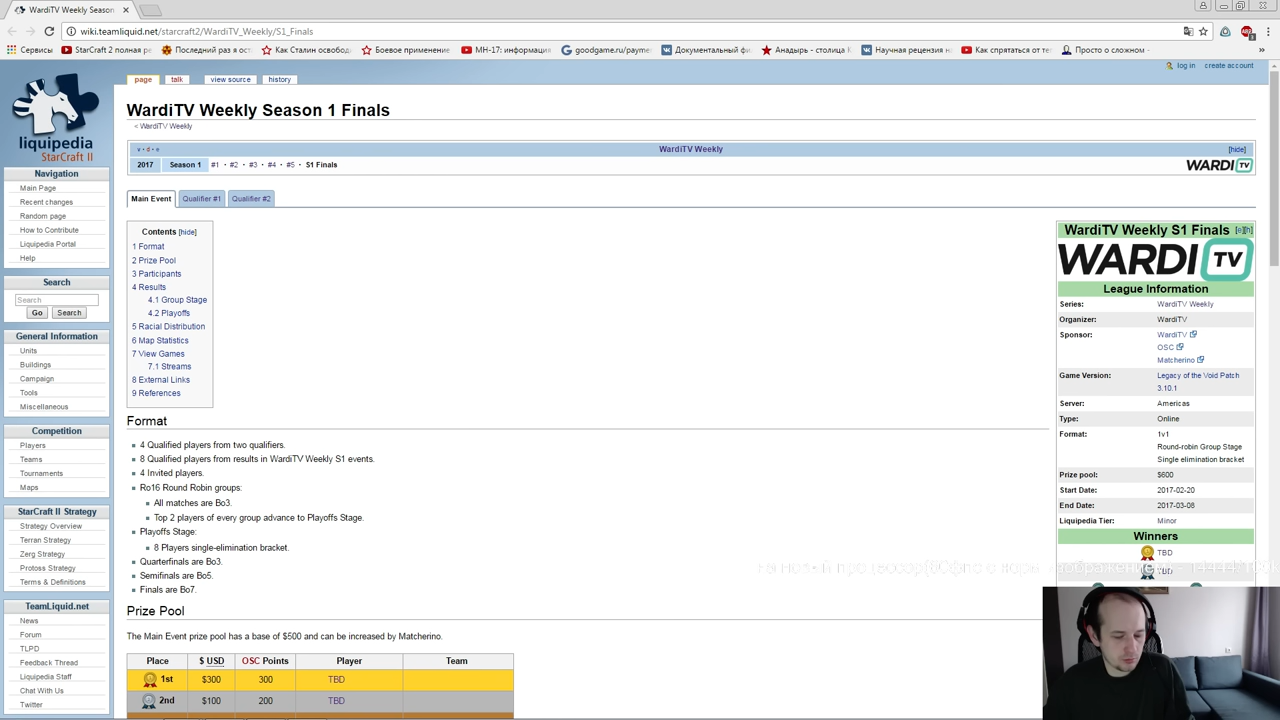 WardiTV Weekly Season
wiki.teamliquid.net/starcraft2/WardiTV_Weekly/S1_Finals
Сервисы
StarCraft 2 полная ре
Последний раз я ос
Как Сталин освобод
Боевое применение
МН-17: информаци
goodgame.ru/payme
Документальный фи
Анадырь - столица
Научная рецензия н
Как спрятаться от те
Просто о сложном -
log in
create account
page
talk
view source
history
WardiTV Weekly Season 1 Finals
< WardiTV Weekly
v · d · e
WardiTV Weekly
[hide]
2017
Season 1
#1 · #2 · #3 · #4 · #5 · S1 Finals
WARDI TV
Main Event
Qualifier #1
Qualifier #2
liquipedia
StarCraft II
Navigation
Main Page
Recent changes
Random page
How to Contribute
Liquipedia Portal
Help
Search
Search
Go
Search
General Information
Units
Buildings
Campaign
Tools
Miscellaneous
Competition
Players
Teams
Tournaments
Maps
StarCraft II Strategy
Strategy Overview
Terran Strategy
Zerg Strategy
Protoss Strategy
Terms & Definitions
TeamLiquid.net
News
Forum
TLPD
Feedback Thread
Liquipedia Staff
Chat With Us
Twitter
Contents [hide]
1 Format
2 Prize Pool
3 Participants
4 Results
4.1 Group Stage
4.2 Playoffs
5 Racial Distribution
6 Map Statistics
7 View Games
7.1 Streams
8 External Links
9 References
Format
4 Qualified players from two qualifiers.
8 Qualified players from results in WardiTV Weekly S1 events.
4 Invited players.
Ro16 Round Robin groups:
All matches are Bo3.
Top 2 players of every group advance to Playoffs Stage.
Playoffs Stage:
8 Players single-elimination bracket.
Quarterfinals are Bo3.
Semifinals are Bo5.
Finals are Bo7.
Prize Pool
The Main Event prize pool has a base of $500 and can be increased by Matcherino.
Place $ USD OSC Points Player Team
1st $300 300 TBD
2nd $100 200 TBD
WardiTV Weekly S1 Finals [e][h]
WARDI TV
League Information
Series: WardiTV Weekly
Organizer: WardiTV
Sponsor: WardiTV
OSC
Matcherino
Game Version: Legacy of the Void Patch
3.10.1
Server: Americas
Type: Online
Format: 1v1
Round-robin Group Stage
Single elimination bracket
Prize pool: $600
Start Date: 2017-02-20
End Date: 2017-03-08
Liquipedia Tier: Minor
Winners
TBD
TBD
на новый процессор